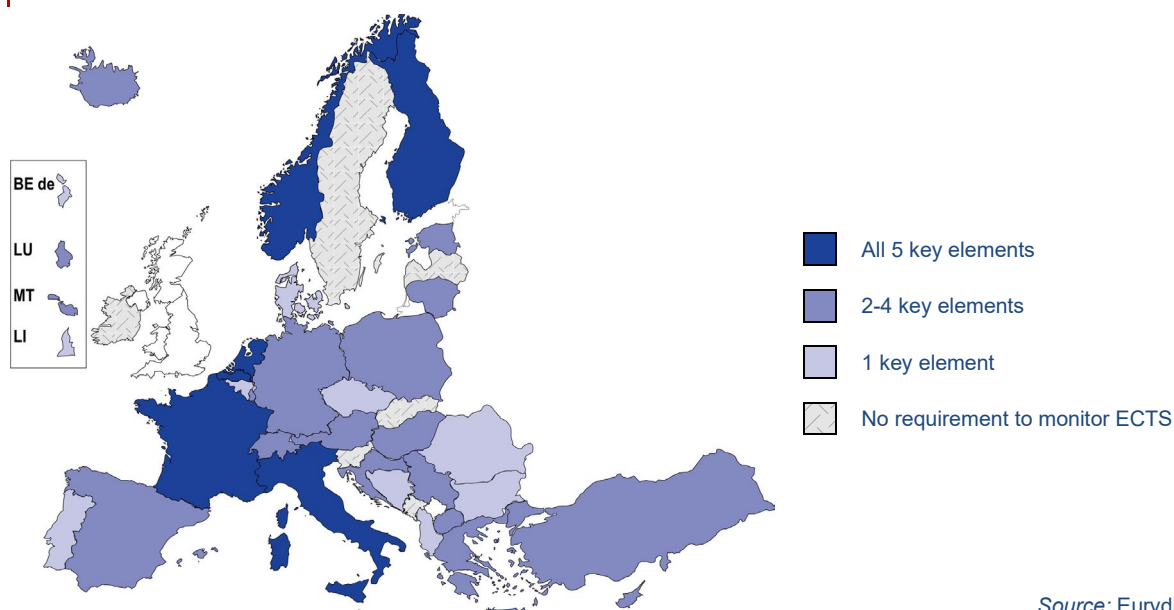 BE de
LU
MT
LI
All 5 key elements
2-4 key elements
1 key element
No requirement to monitor ECTS
Source: Euryd